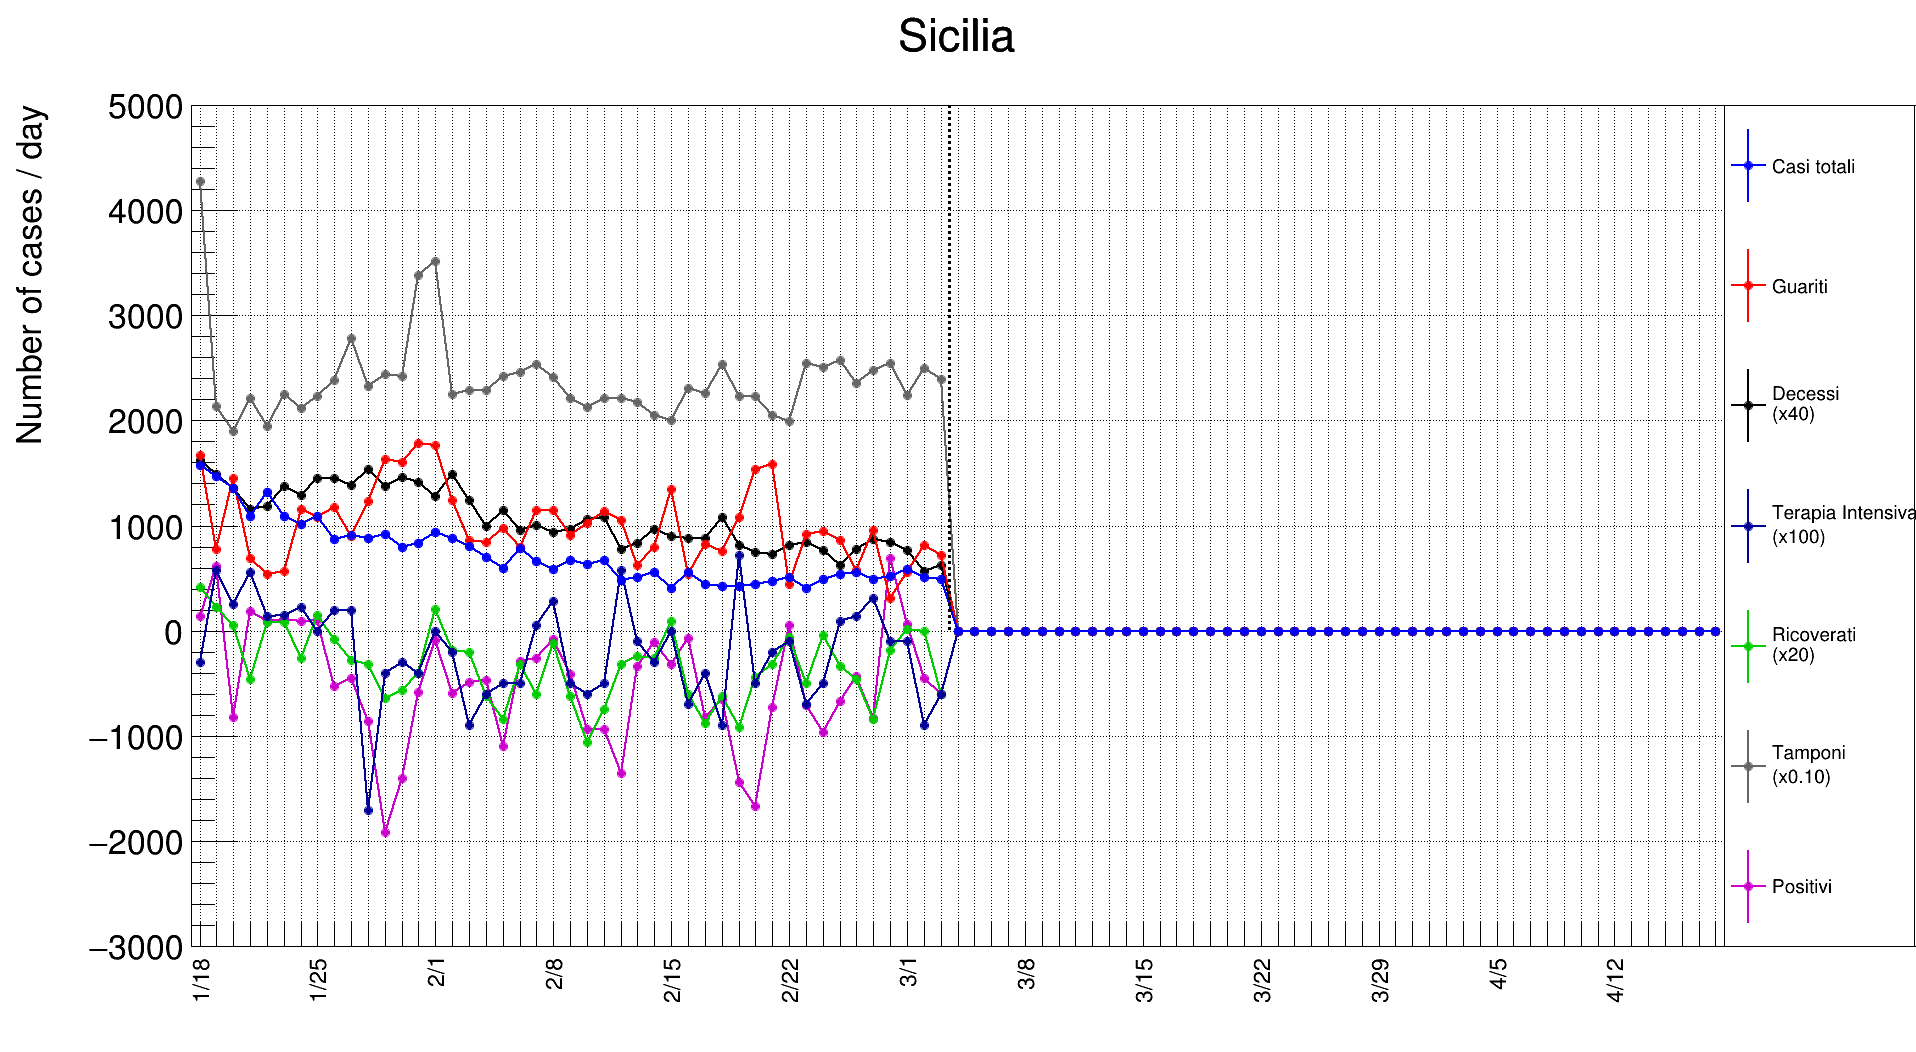 Sicilia
Number of cases / day
5000
4000
3000
2000
1000
0
−1000
−2000
−3000
1/18
1/25
2/1
2/8
2/15
2/22
3/1
3/8
3/15
3/22
3/29
4/5
4/12
Casi totali
Guariti
Decessi
(x40)
Terapia Intensiva
(x100)
Ricoverati
(x20)
Tamponi
(x0.10)
Positivi